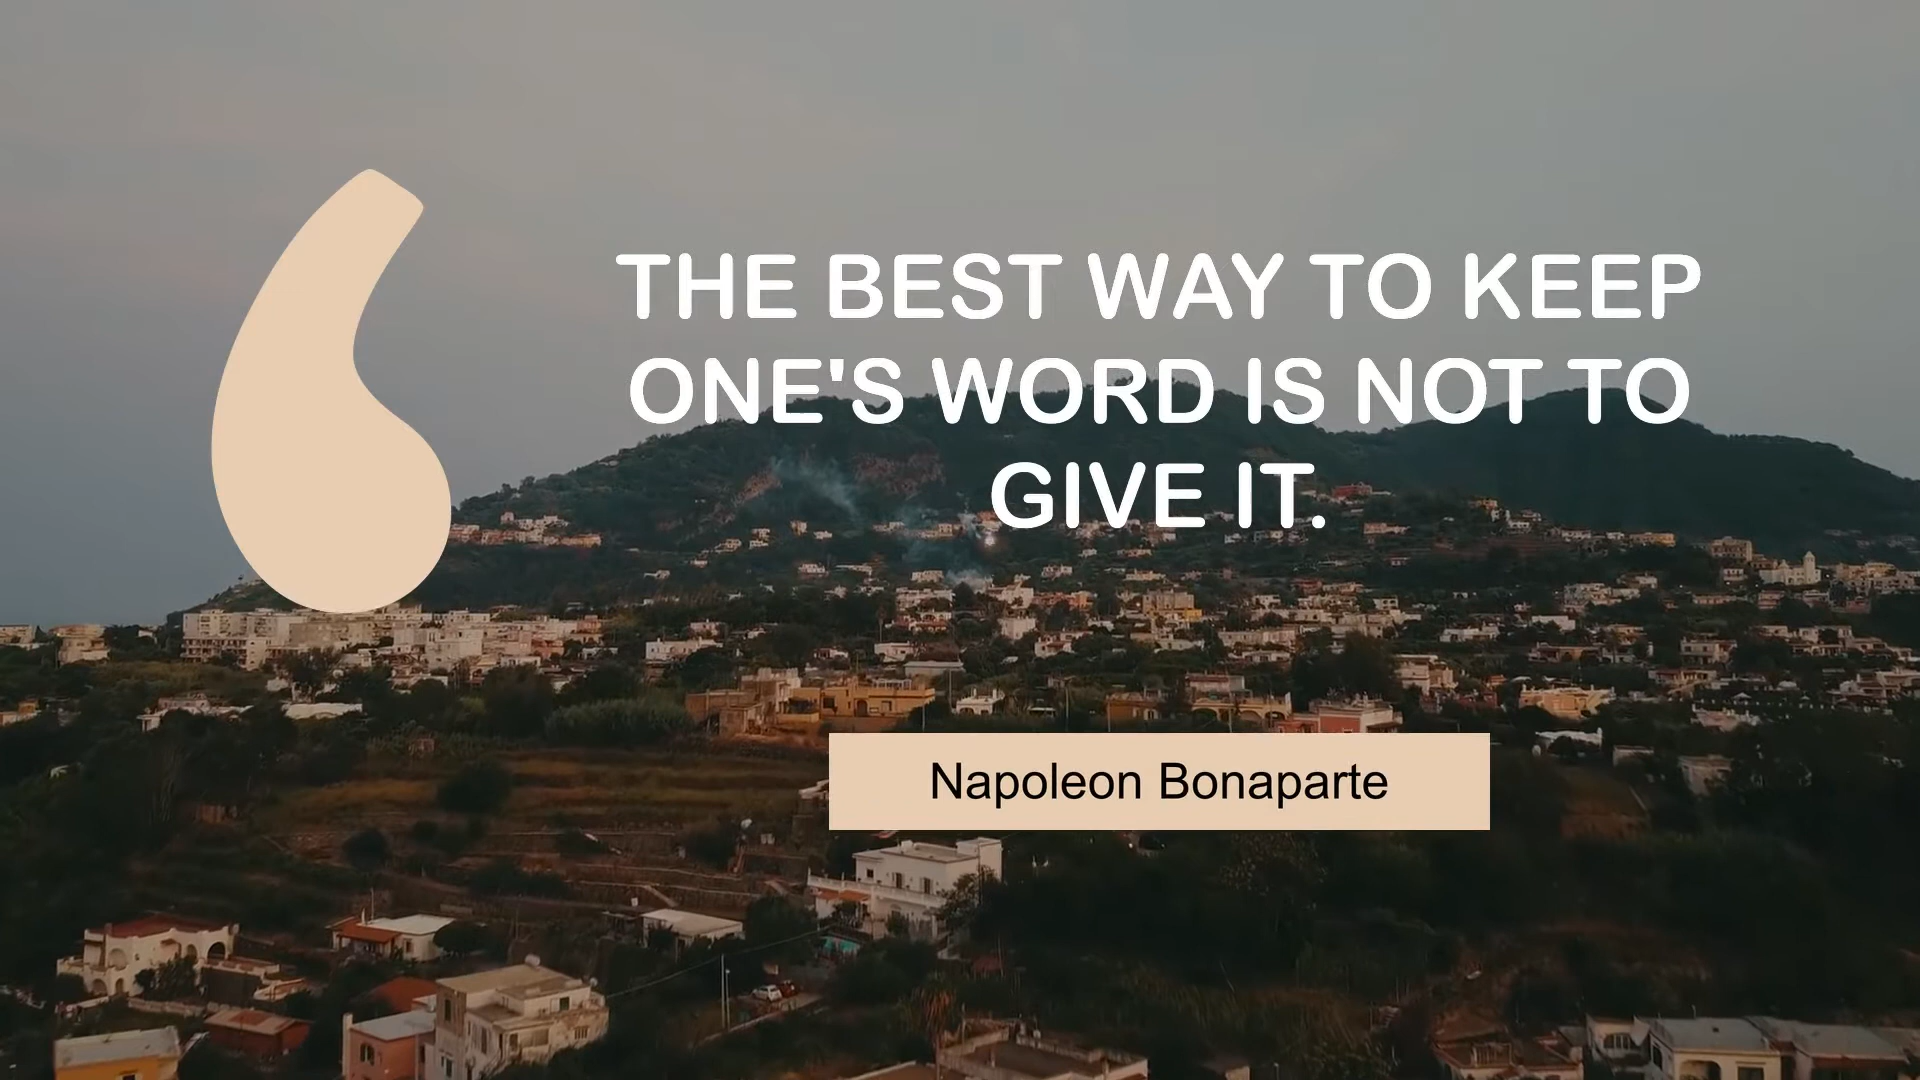 THE BEST WAY TO KEEP
ONE'S WORD IS NOT TO
GIVE IT.
Napoleon Bonaparte